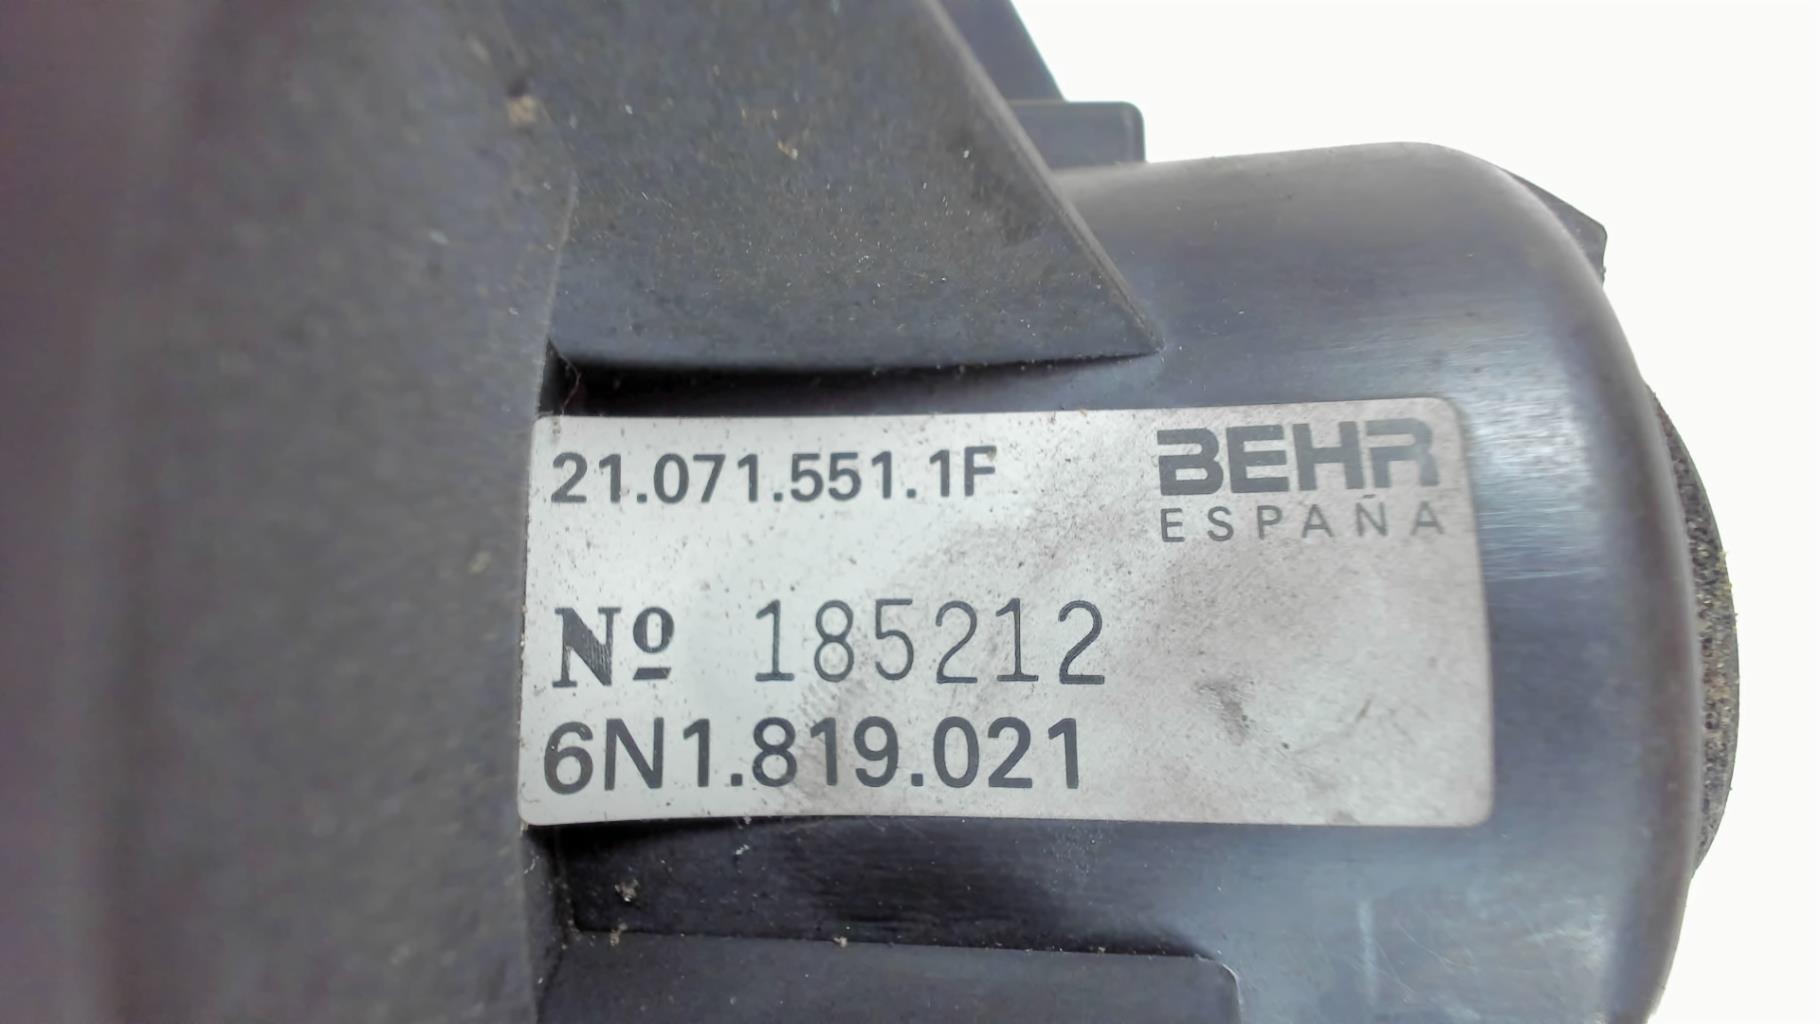 21.071.551.1F
BEHR
ESPAÑA
Nº 185212
6N1.819.021